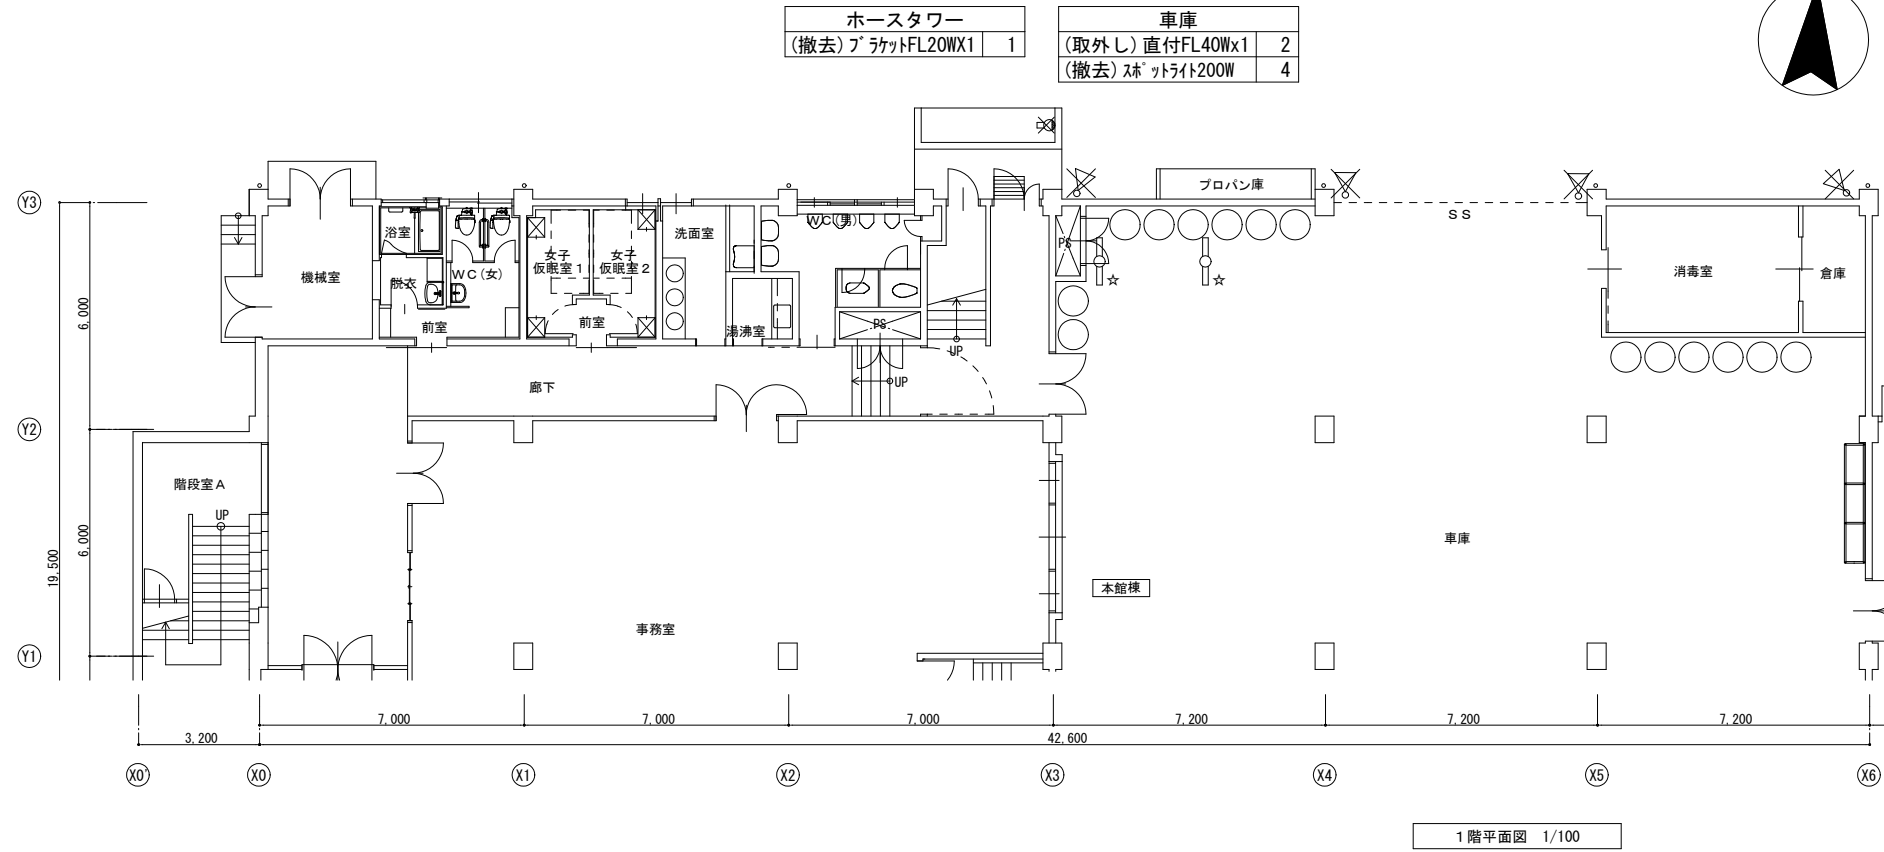 ホースタワー
(撤去)ﾌﾞﾗｹｯﾄFL20WX1 1
車庫
(取外し)直付FL40Wx1 2
(撤去)ｽﾎﾟｯﾄﾗｲﾄ200W 4
プロパン庫
Y3
SS
WC(男)
浴室
洗面室
PS
女子
仮眠室1
女子
仮眠室2
消毒室
倉庫
機械室
脱衣
WC(女)
☆
☆
6,000
前室
前室
湯沸室
PS
UP
UP
廊下
Y2
階段室A
UP
6,000
19,500
車庫
本館棟
事務室
Y1
7,000
7,000
7,000
7,200
7,200
7,200
3,200
42,600
X0'
X0
X1
X2
X3
X4
X5
X6
1階平面図 1/100